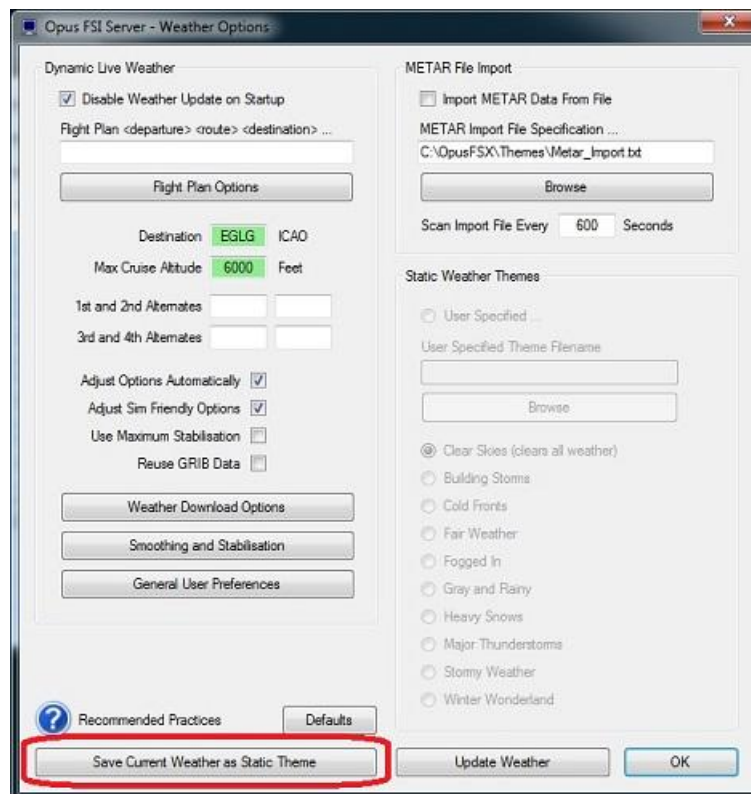 Opus FSI Server - Weather Options
Dynamic Live Weather
Disable Weather Update on Startup
Flight Plan <departure> <route> <destination> ...
Flight Plan Options
Destination EGLG ICAO
Max Cruise Altitude 6000 Feet
1st and 2nd Alternates
3rd and 4th Alternates
Adjust Options Automatically
Adjust Sim Friendly Options
Use Maximum Stabilisation
Reuse GRIB Data
Weather Download Options
Smoothing and Stabilisation
General User Preferences
Recommended Practices
Defaults
Save Current Weather as Static Theme
METAR File Import
Import METAR Data From File
METAR Import File Specification ...
C:\OpusFSX\Themes\Metar_Import.txt
Browse
Scan Import File Every 600 Seconds
Static Weather Themes
User Specified ...
User Specified Theme Filename
Browse
Clear Skies (clears all weather)
Building Storms
Cold Fronts
Fair Weather
Fogged In
Gray and Rainy
Heavy Snows
Major Thunderstorms
Stormy Weather
Winter Wonderland
Update Weather
OK